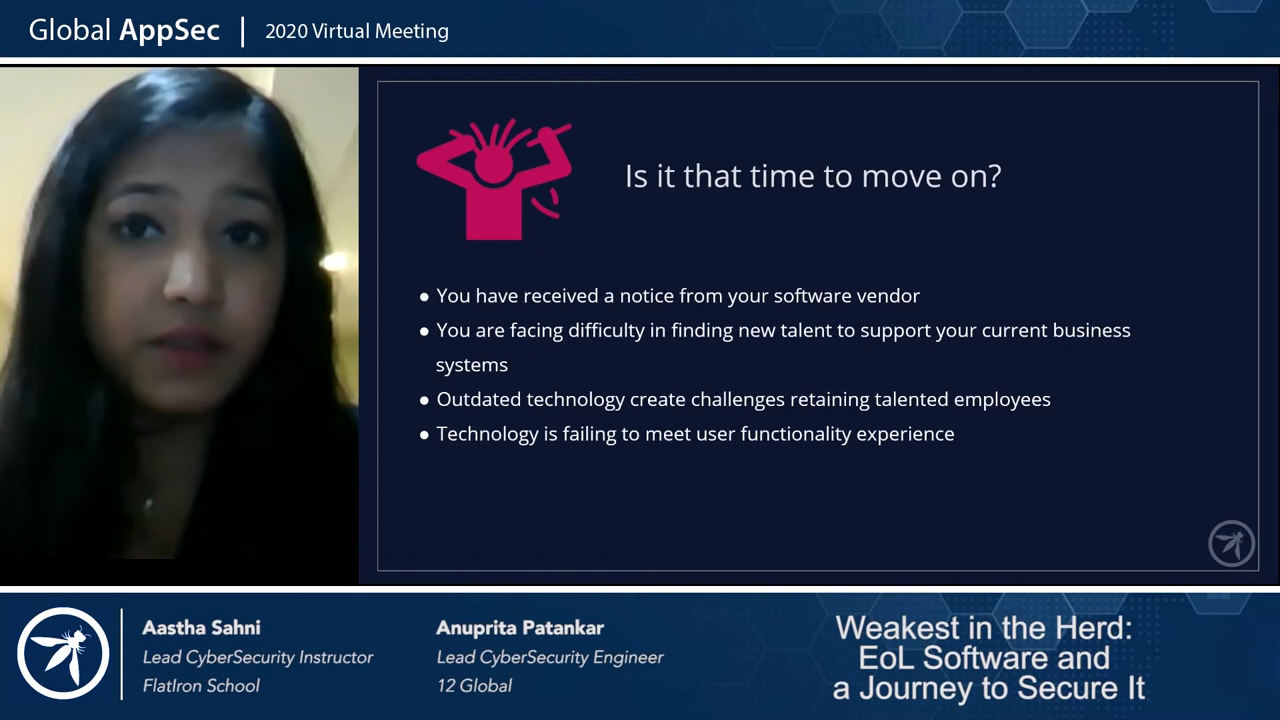 Global AppSec | 2020 Virtual Meeting
Is it that time to move on?
● You have received a notice from your software vendor
● You are facing difficulty in finding new talent to support your current business
systems
● Outdated technology create challenges retaining talented employees
● Technology is failing to meet user functionality experience
Aastha Sahni
Lead CyberSecurity Instructor
FlatIron School
Anuprita Patankar
Lead CyberSecurity Engineer
12 Global
Weakest in the Herd:
EoL Software and
a Journey to Secure It